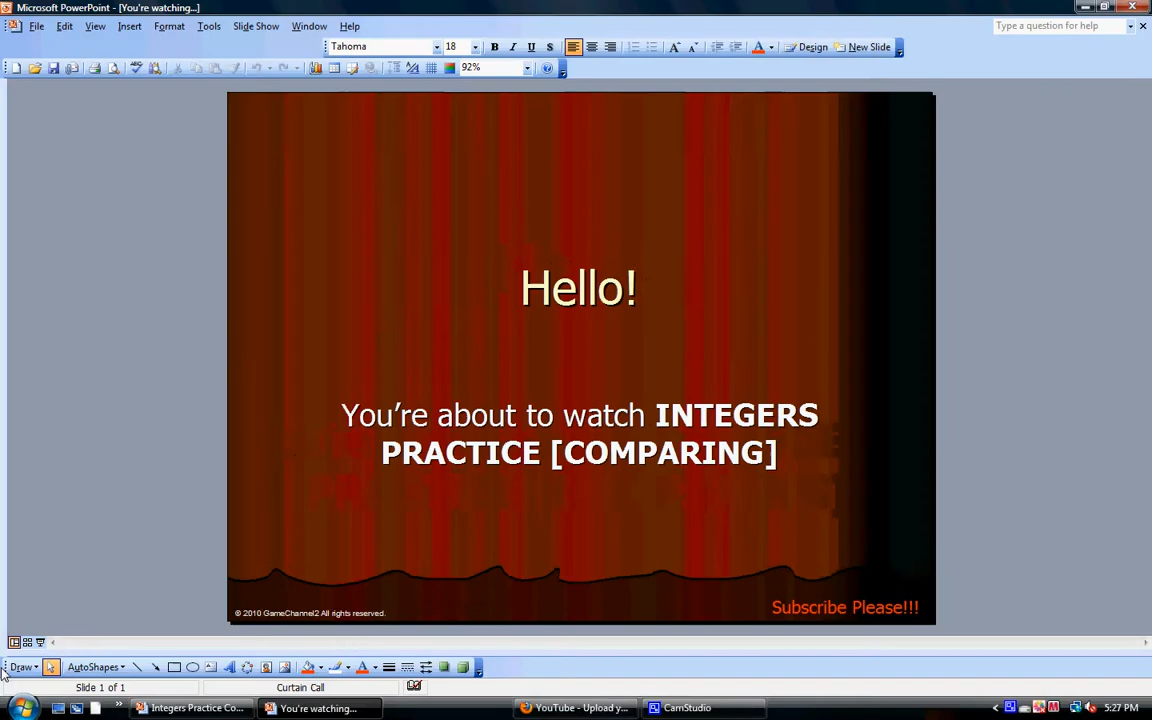 Microsoft PowerPoint - [You're watching...]
File Edit View Insert Format Tools Slide Show Window Help
Type a question for help
Tahoma 18 B I U S Design New Slide
92%
Hello!
You're about to watch INTEGERS
PRACTICE [COMPARING]
© 2010 GameChannel2 All rights reserved.
Subscribe Please!!!
Draw AutoShapes
Slide 1 of 1 Curtain Call
Integers Practice Co... You're watching... YouTube - Upload y... CamStudio 5:27 PM